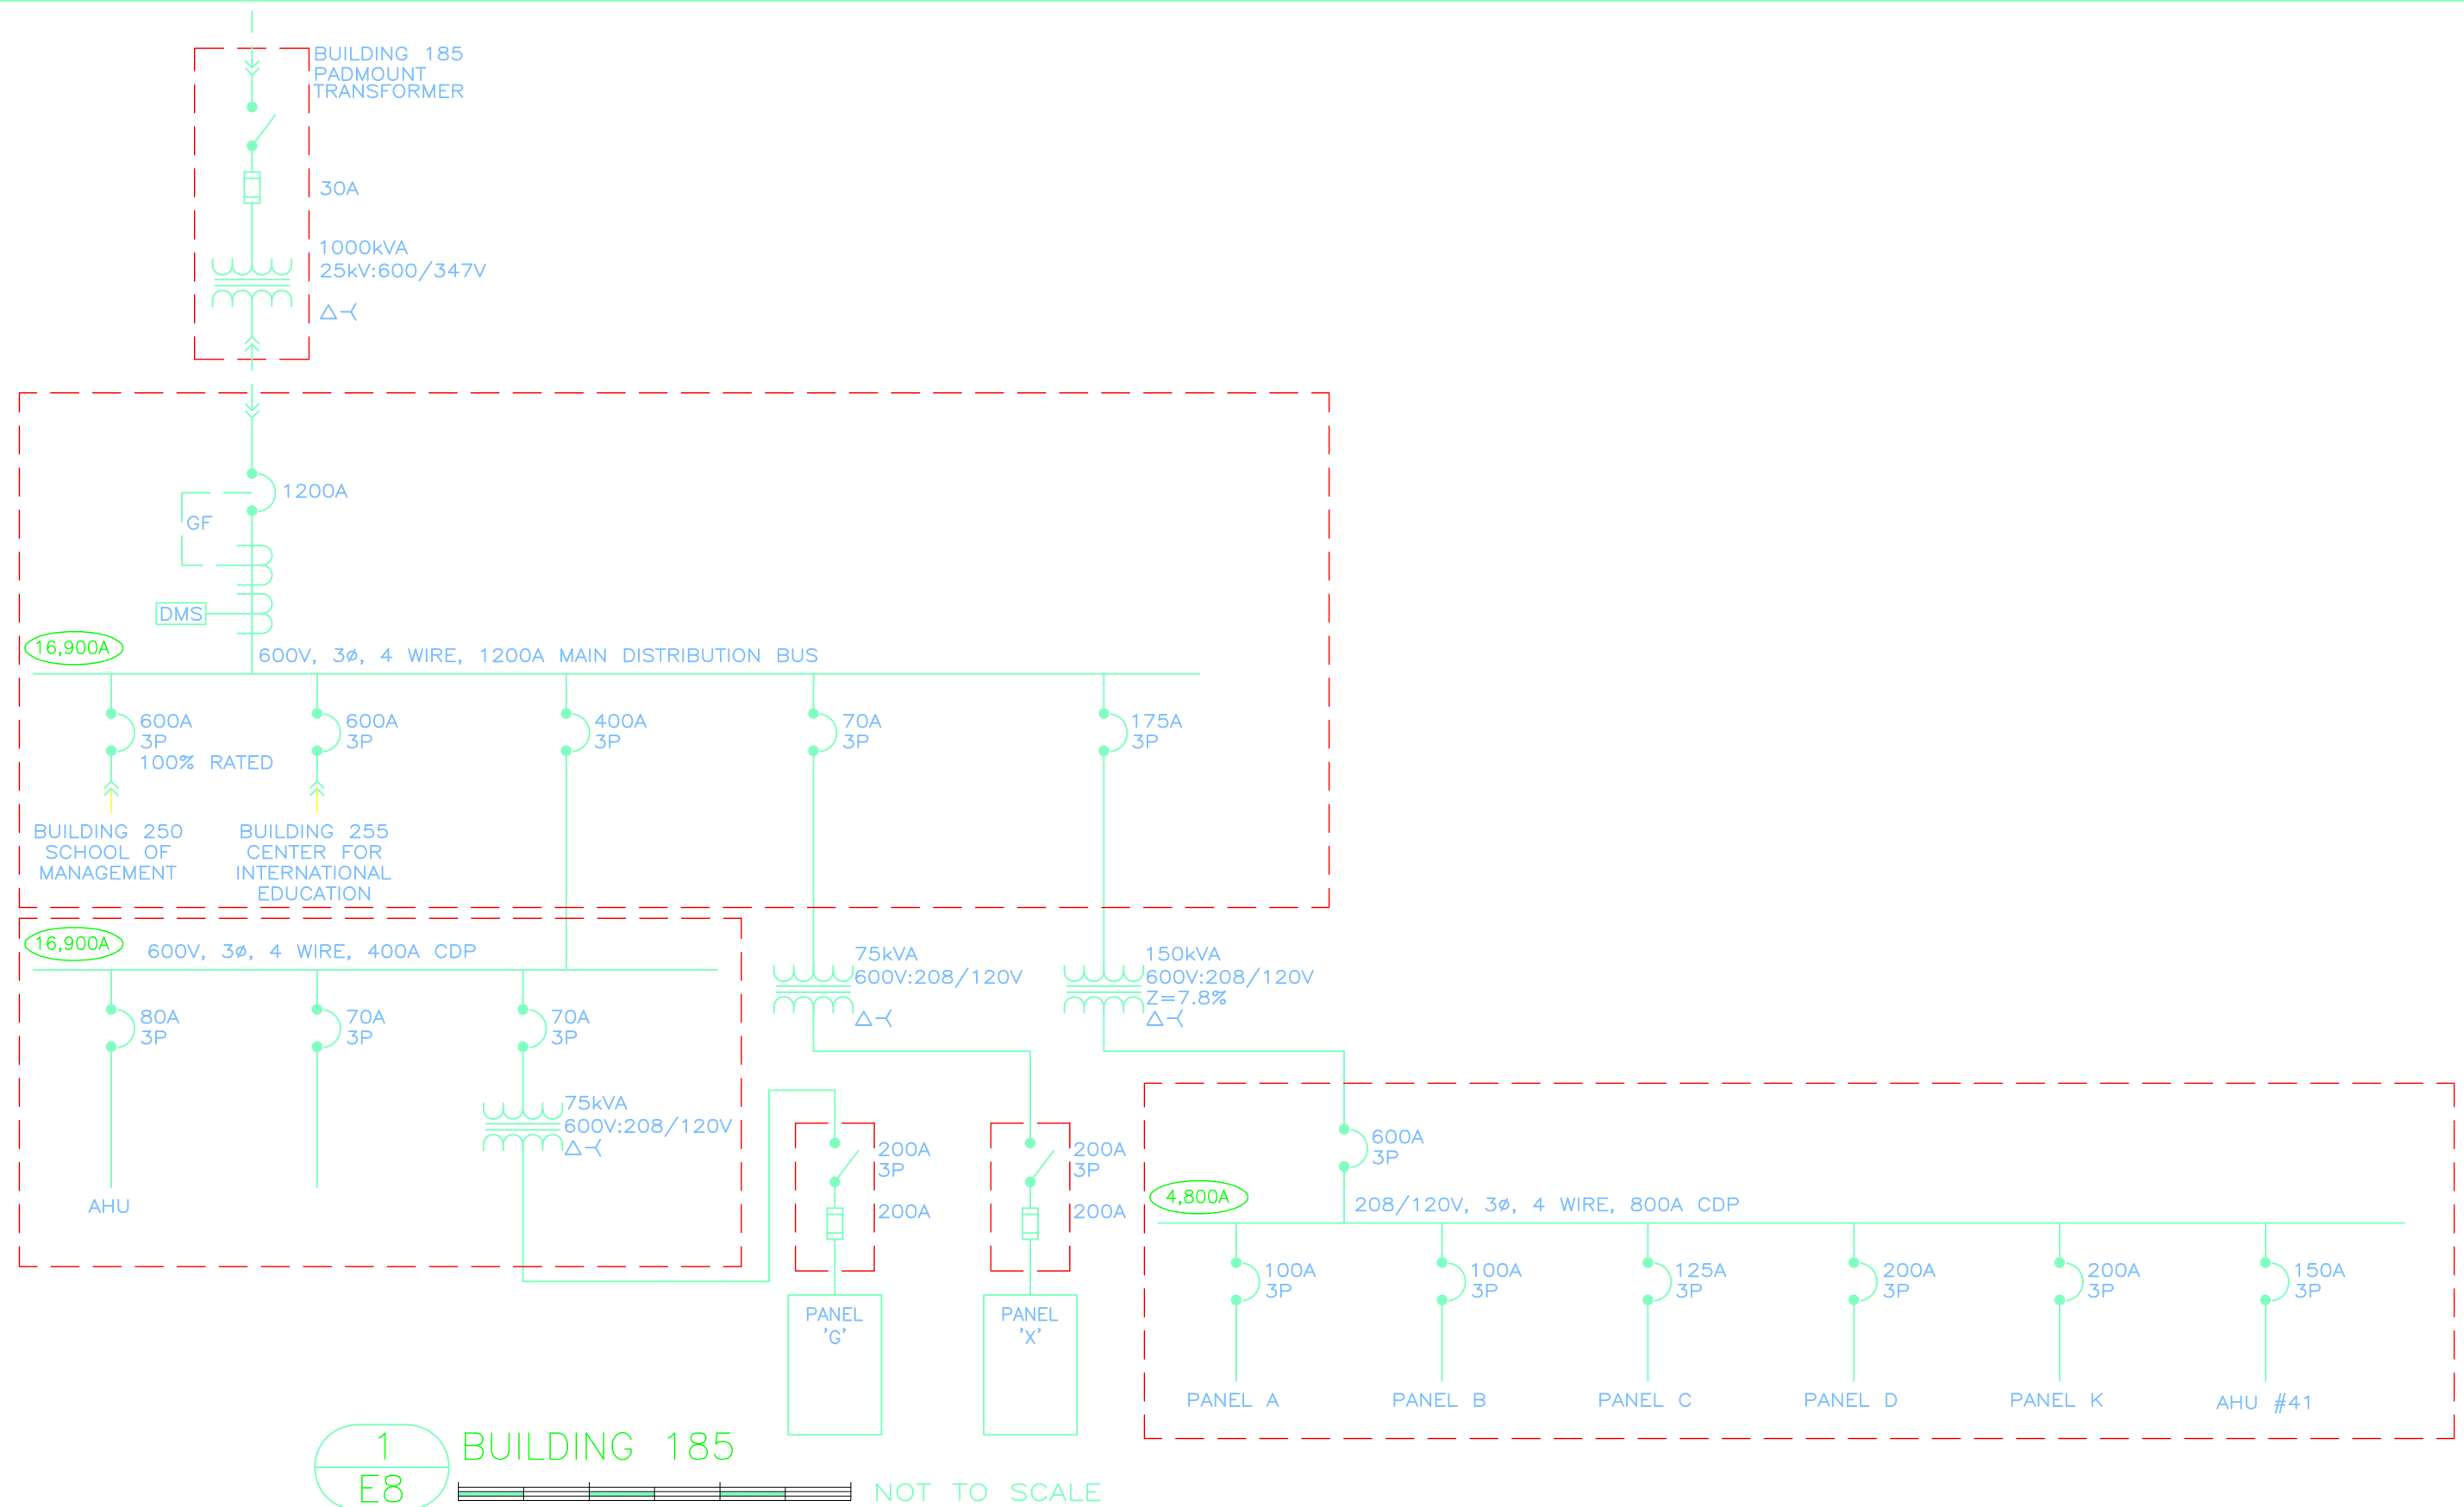 BUILDING 185
PADMOUNT
TRANSFORMER
30A
1000kVA
25kV:600/347V
1200A
GF
DMS
16,900A
600V, 3ø, 4 WIRE, 1200A MAIN DISTRIBUTION BUS
600A
3P
100% RATED
600A
3P
400A
3P
70A
3P
175A
3P
BUILDING 250
SCHOOL OF
MANAGEMENT
BUILDING 255
CENTER FOR
INTERNATIONAL
EDUCATION
16,900A
600V, 3ø, 4 WIRE, 400A CDP
75kVA
600V:208/120V
150kVA
600V:208/120V
Z=7.8%
80A
3P
70A
3P
70A
3P
75kVA
600V:208/120V
AHU
200A
3P
200A
200A
3P
200A
600A
3P
4,800A
208/120V, 3ø, 4 WIRE, 800A CDP
100A
3P
100A
3P
125A
3P
200A
3P
200A
3P
150A
3P
PANEL
'G'
PANEL
'X'
PANEL A
PANEL B
PANEL C
PANEL D
PANEL K
AHU #41
1
E8
BUILDING 185
NOT TO SCALE